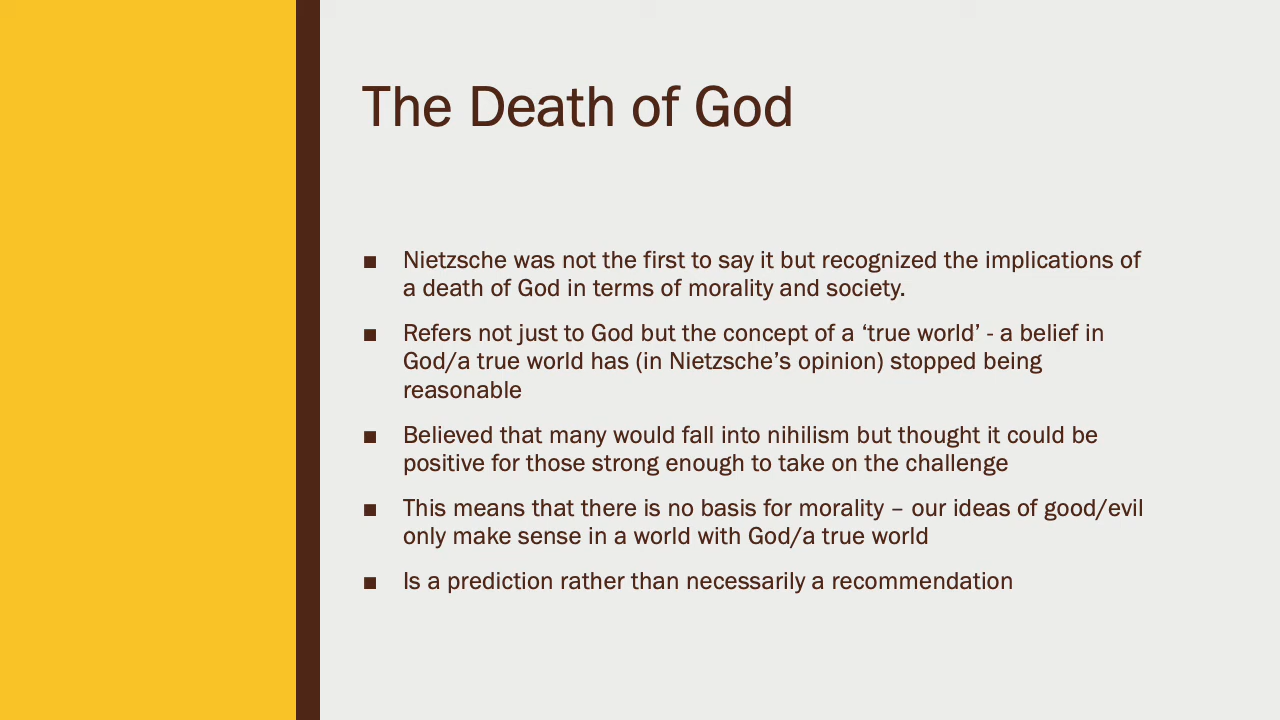 The Death of God
■ Nietzsche was not the first to say it but recognized the implications of
a death of God in terms of morality and society.
■ Refers not just to God but the concept of a ‘true world’ - a belief in
God/a true world has (in Nietzsche’s opinion) stopped being
reasonable
■ Believed that many would fall into nihilism but thought it could be
positive for those strong enough to take on the challenge
■ This means that there is no basis for morality – our ideas of good/evil
only make sense in a world with God/a true world
■ Is a prediction rather than necessarily a recommendation